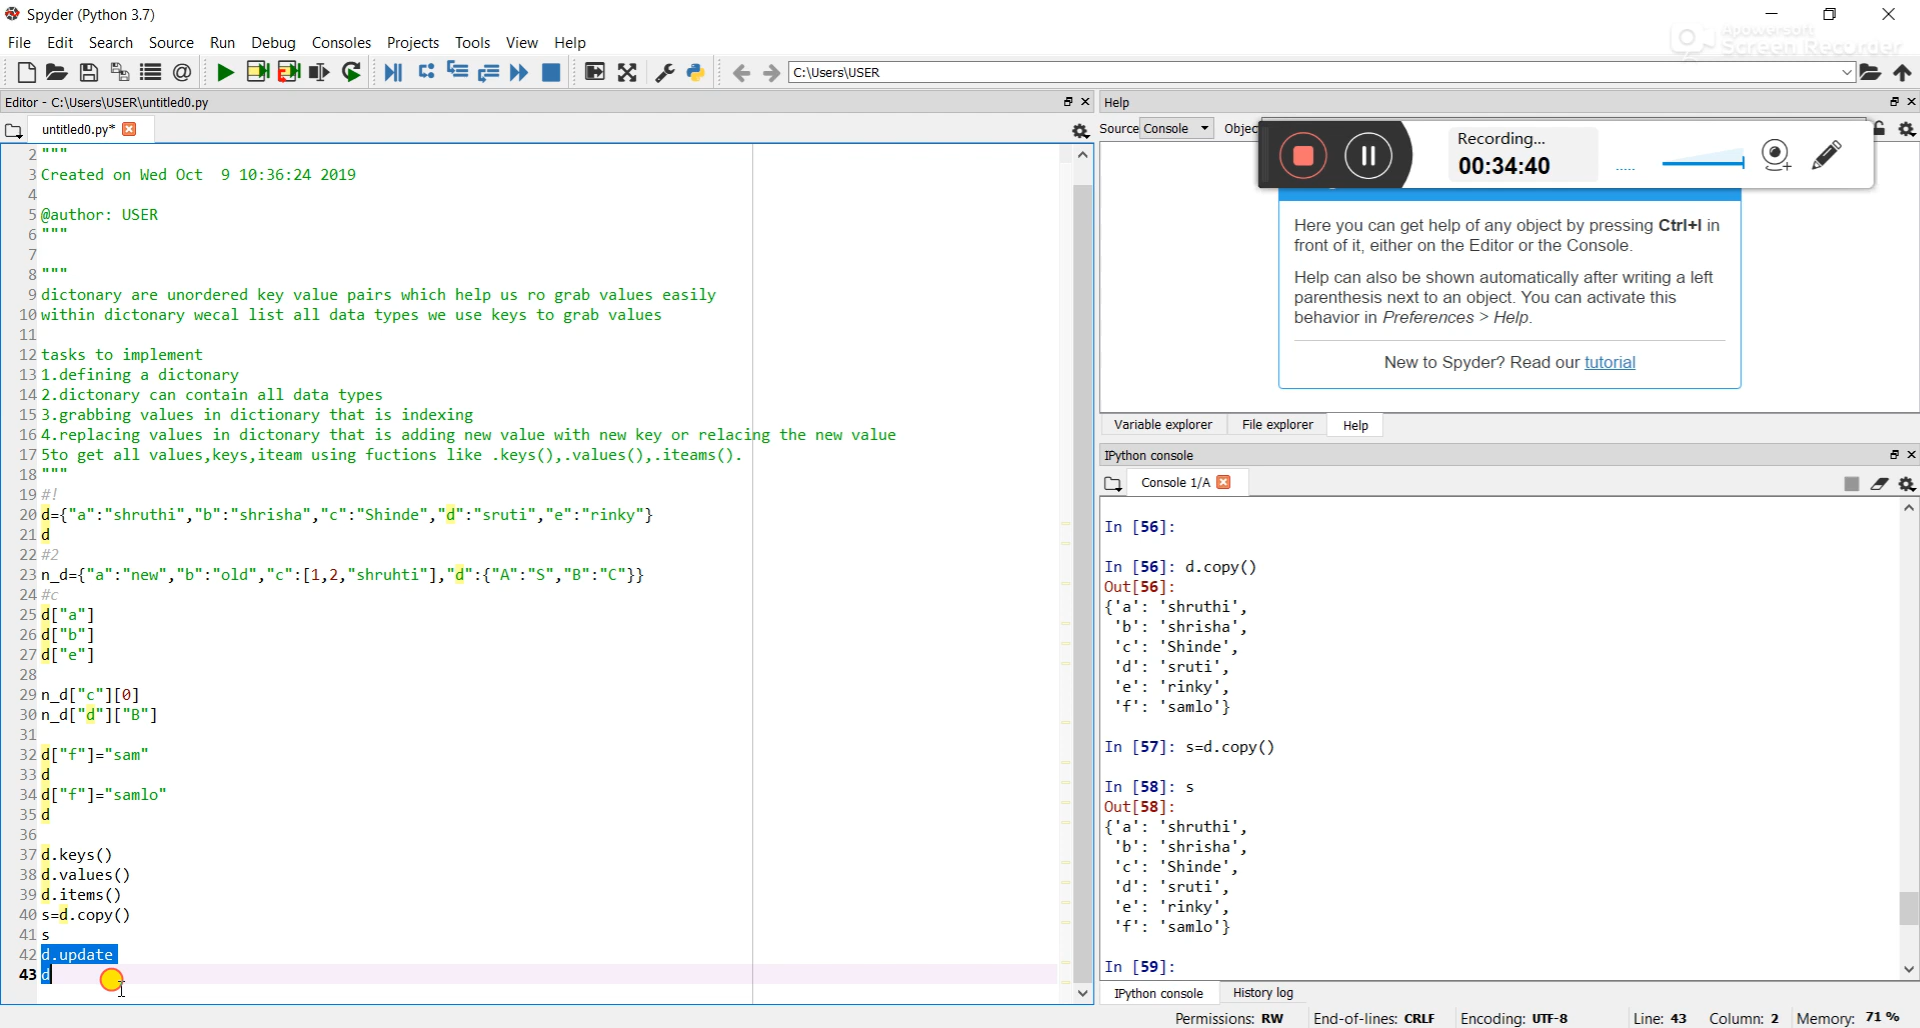 Spyder (Python 3.7)
Apowersoft
Screen Recorder
File Edit Search Source Run Debug Consoles Projects Tools View Help
C:\Users\USER
Editor - C:\Users\USER\untitled0.py
Help
untitled0.py*
Source Console Objec
Recording...
00:34:40
2 """
3 Created on Wed Oct  9 10:36:24 2019
4
5 @author: USER
6 """
7
8 """
9 dictonary are unordered key value pairs which help us ro grab values easily
10 within dictonary wecal list all data types we use keys to grab values
11
12 tasks to implement
13 1.defining a dictonary
14 2.dictonary can contain all data types
15 3.grabbing values in dictionary that is indexing
16 4.replacing values in dictonary that is adding new value with new key or relacing the new value
17 5to get all values,keys,iteam using fuctions like .keys(),.values(),.iteams().
18 """
19 #!
20 d={"a":"shruthi","b":"shrisha","c":"Shinde","d":"sruti","e":"rinky"}
21 d
22 #2
23 n_d={"a":"new","b":"old","c":[1,2,"shruhti"],"d":{"A":"S","B":"C"}}
24 #c
25 d["a"]
26 d["b"]
27 d["e"]
28
29 n_d["c"][0]
30 n_d["d"]["B"]
31
32 d["f"]="sam"
33 d
34 d["f"]="samlo"
35 d
36
37 d.keys()
38 d.values()
39 d.items()
40 s=d.copy()
41 s
42 d.update
43 d
Here you can get help of any object by pressing Ctrl+I in
front of it, either on the Editor or the Console.
Help can also be shown automatically after writing a left
parenthesis next to an object. You can activate this
behavior in Preferences > Help.
New to Spyder? Read our tutorial
Variable explorer File explorer Help
IPython console
Console 1/A
In [56]:
In [56]: d.copy()
Out[56]:
{'a': 'shruthi',
'b': 'shrisha',
'c': 'Shinde',
'd': 'sruti',
'e': 'rinky',
'f': 'samlo'}
In [57]: s=d.copy()
In [58]: s
Out[58]:
{'a': 'shruthi',
'b': 'shrisha',
'c': 'Shinde',
'd': 'sruti',
'e': 'rinky',
'f': 'samlo'}
In [59]:
IPython console History log
Permissions: RW End-of-lines: CRLF Encoding: UTF-8 Line: 43 Column: 2 Memory: 71 %